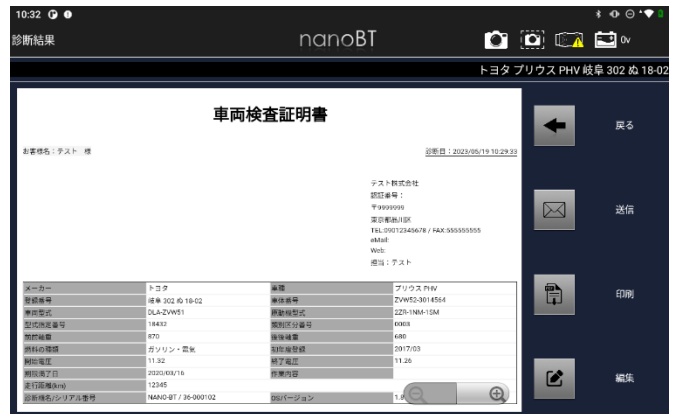 10:32
診断結果
nanoBT
0v
トヨタ プリウス PHV 岐阜 302 ぬ 18-02
車両検査証明書
お客様名：テスト 様
診断日：2023/05/19 10:29:33
テスト株式会社
認証番号：
〒9999999
東京都品川区
TEL:09012345678 / FAX:555555555
eMail:
Web:
担当：テスト
メーカー トヨタ 車種 プリウス PHV
登録番号 岐阜 302 ぬ 18-02 車体番号 ZVW52-3014564
車両型式 DLA-ZVW51 原動機型式 2ZR-1NM-1SM
型式指定番号 18432 類別区分番号 0003
前前軸重 870 後後軸重 680
燃料の種類 ガソリン・電気 初年度登録 2017/03
開始電圧 11.32 終了電圧 11.26
期限満了日 2020/03/16 作業内容
走行距離(km) 12345
診断機名/シリアル番号 NANO-BT / 36-000102 OSバージョン 1.8
戻る
送信
印刷
編集